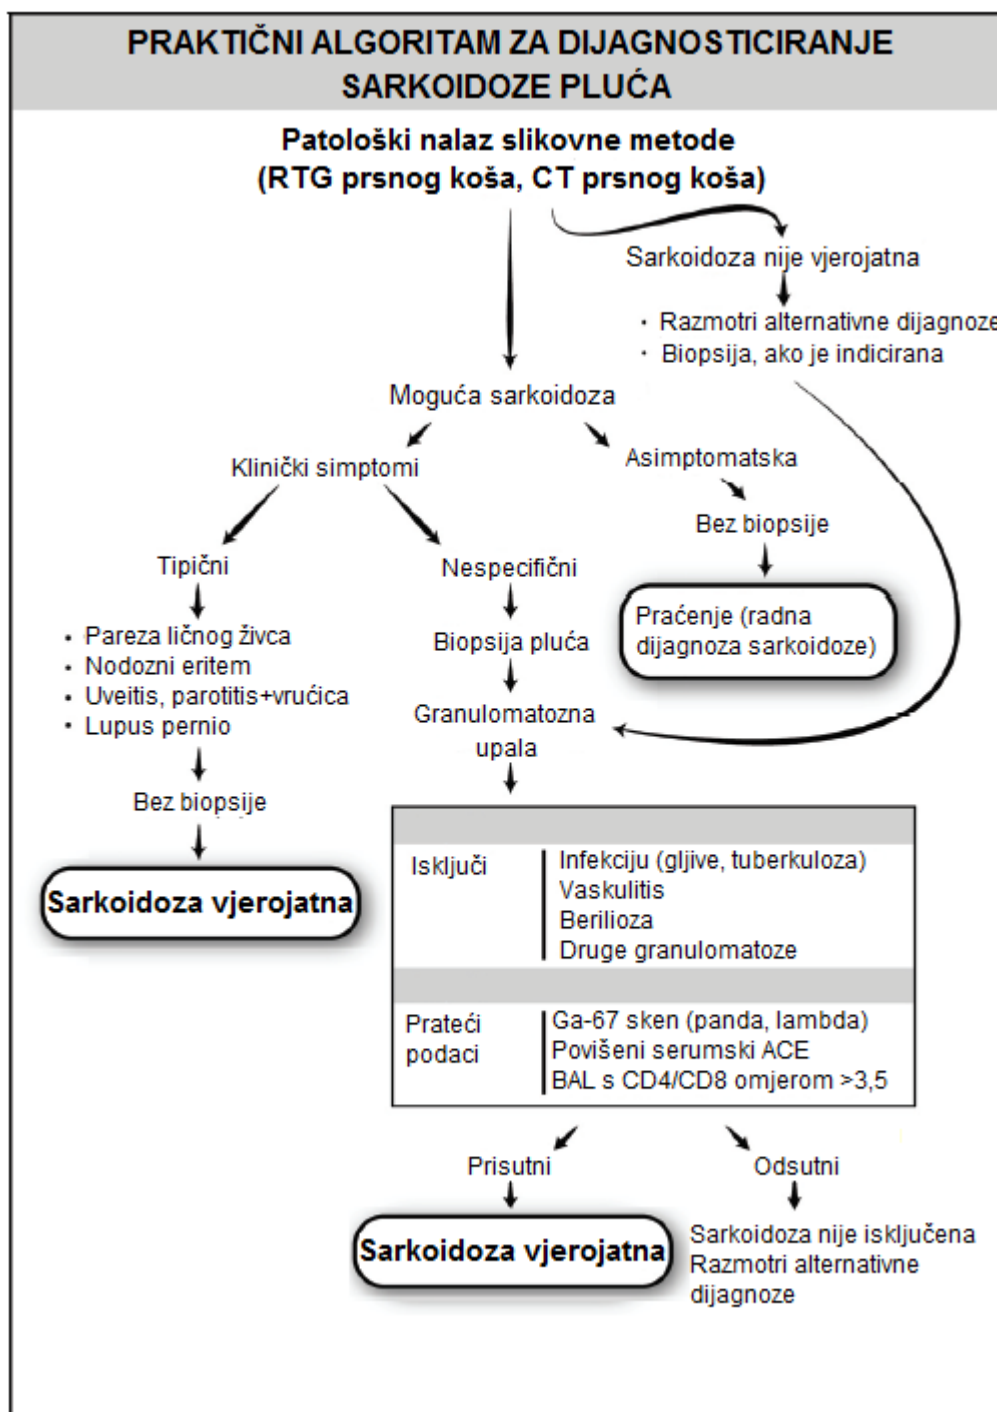 PRAKTIČNI ALGORITAM ZA DIJAGNOSTICIRANJE
SARKOIDOZE PLUĆA
Patološki nalaz slikovne metode
(RTG prsnog koša, CT prsnog koša)
Sarkoidoza nije vjerojatna
• Razmotri alternativne dijagnoze
• Biopsija, ako je indicirana
Moguća sarkoidoza
Klinički simptomi
Asimptomatska
Bez biopsije
Praćenje (radna
dijagnoza sarkoidoze)
Tipični
Nespecifični
• Pareza ličnog živca
• Nodozni eritem
• Uveitis, parotitis+vrućica
• Lupus pernio
Biopsija pluća
Granulomatozna
upala
Bez biopsije
Sarkoidoza vjerojatna
Isključi
Infekciju (gljive, tuberkuloza)
Vaskulitis
Berilioza
Druge granulomatoze
Prateći
podaci
Ga-67 sken (panda, lambda)
Povišeni serumski ACE
BAL s CD4/CD8 omjerom >3,5
Prisutni
Odsutni
Sarkoidoza vjerojatna
Sarkoidoza nije isključena
Razmotri alternativne
dijagnoze